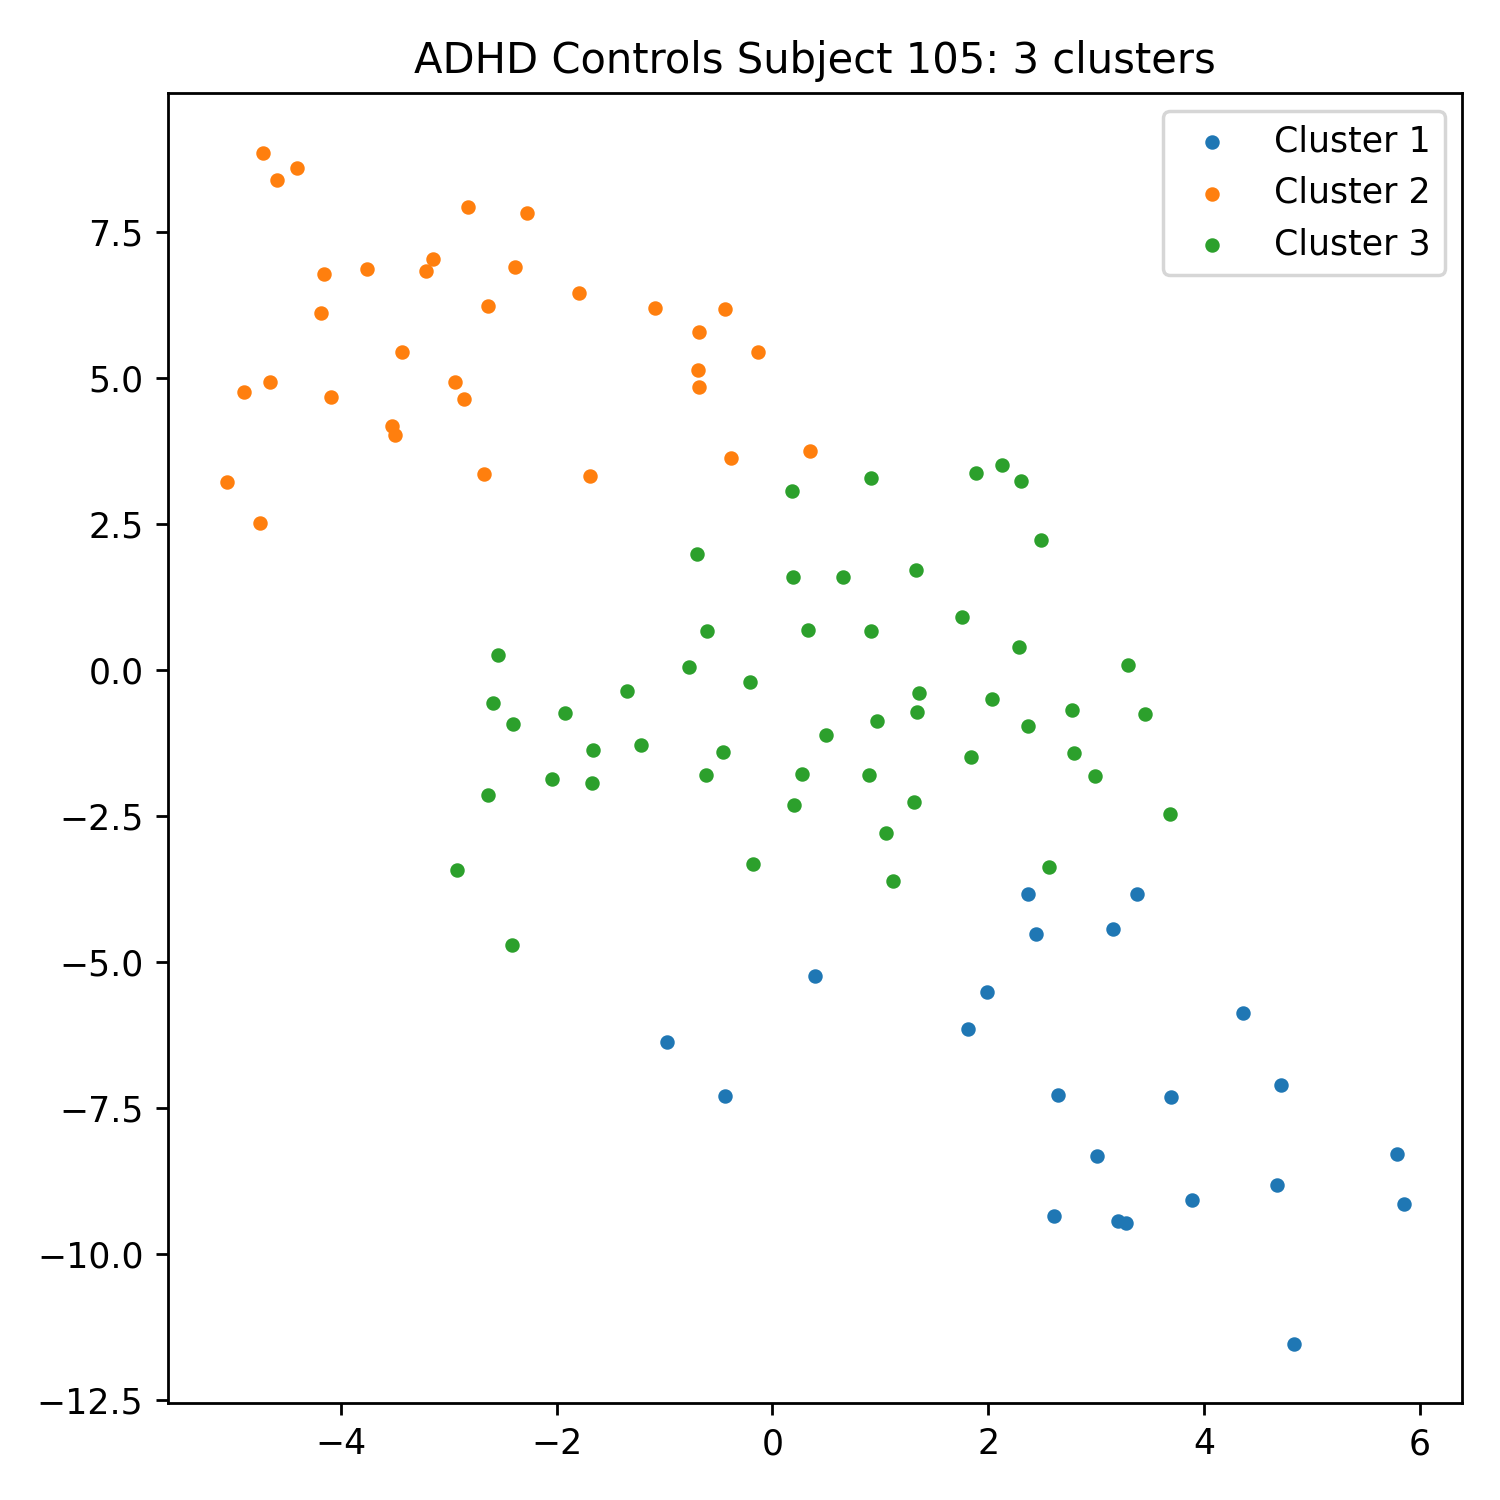 ADHD Controls Subject 105: 3 clusters
Cluster 1
Cluster 2
Cluster 3
7.5
5.0
2.5
0.0
−2.5
−5.0
−7.5
−10.0
−12.5
−4 −2 0 2 4 6